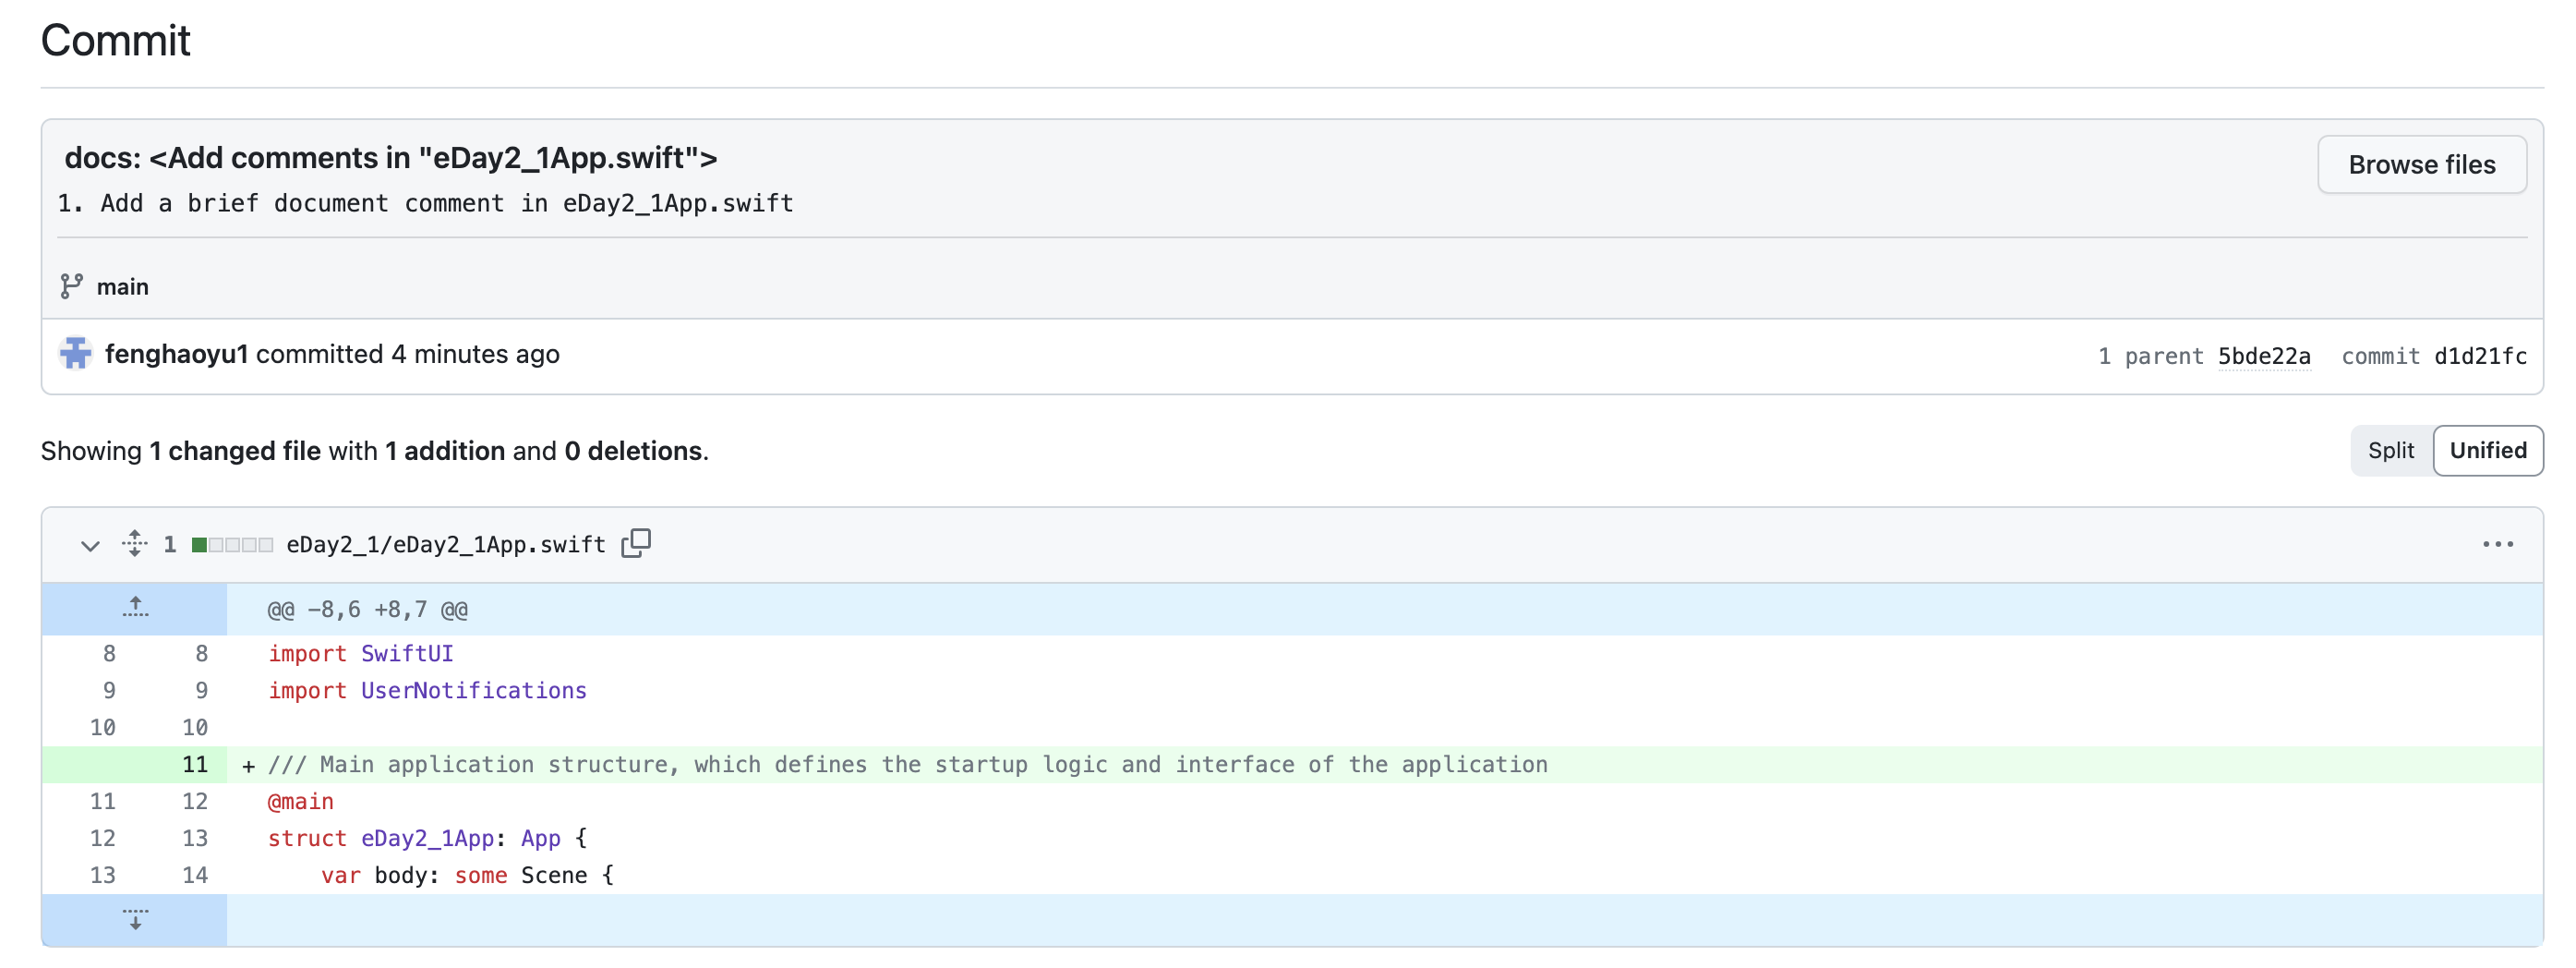 Commit
docs: <Add comments in "eDay2_1App.swift">
Browse files
1. Add a brief document comment in eDay2_1App.swift
main
fenghaoyu1 committed 4 minutes ago
1 parent 5bde22a commit d1d21fc
Showing 1 changed file with 1 addition and 0 deletions.
Split Unified
1 eDay2_1/eDay2_1App.swift
@@ -8,6 +8,7 @@
8 8 import SwiftUI
9 9 import UserNotifications
10 10
11 + /// Main application structure, which defines the startup logic and interface of the application
11 12 @main
12 13 struct eDay2_1App: App {
13 14 var body: some Scene {